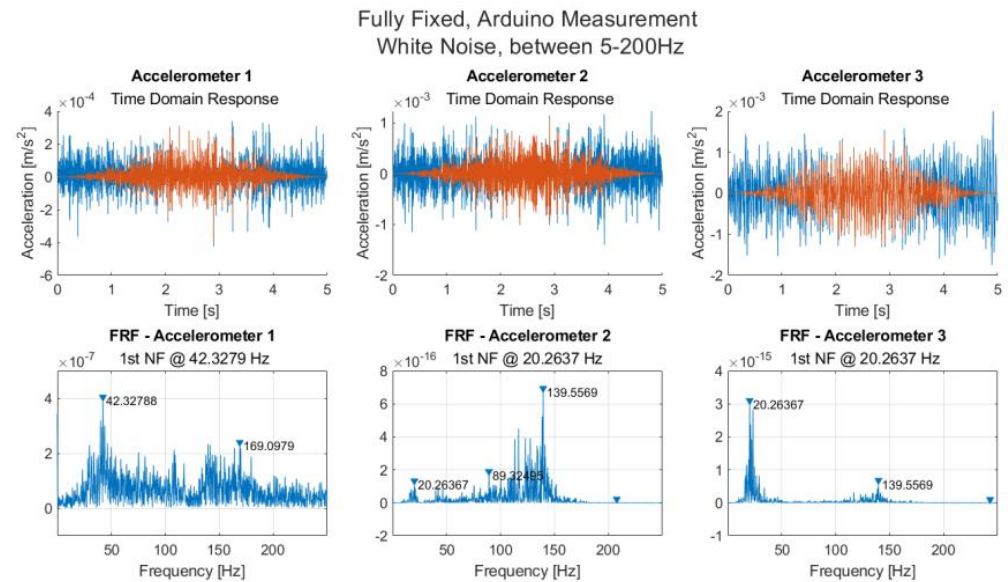 Fully Fixed, Arduino Measurement
White Noise, between 5-200Hz
Accelerometer 1
×10⁻⁴ Time Domain Response
Acceleration [m/s²]
4
2
0
-2
-4
-6
0 1 2 3 4 5
Time [s]
Accelerometer 2
×10⁻³ Time Domain Response
Acceleration [m/s²]
1
0
-1
-2
0 1 2 3 4 5
Time [s]
Accelerometer 3
×10⁻³ Time Domain Response
Acceleration [m/s²]
2
1
0
-1
-2
0 1 2 3 4 5
Time [s]
FRF - Accelerometer 1
×10⁻⁷ 1st NF @ 42.3279 Hz
4
2
0
42.32788
169.0979
50 100 150 200
Frequency [Hz]
FRF - Accelerometer 2
×10⁻¹⁶ 1st NF @ 20.2637 Hz
8
6
4
2
0
-2
139.5569
89.32495
20.26367
50 100 150 200
Frequency [Hz]
FRF - Accelerometer 3
×10⁻¹⁵ 1st NF @ 20.2637 Hz
4
3
2
1
0
-1
20.26367
139.5569
50 100 150 200
Frequency [Hz]